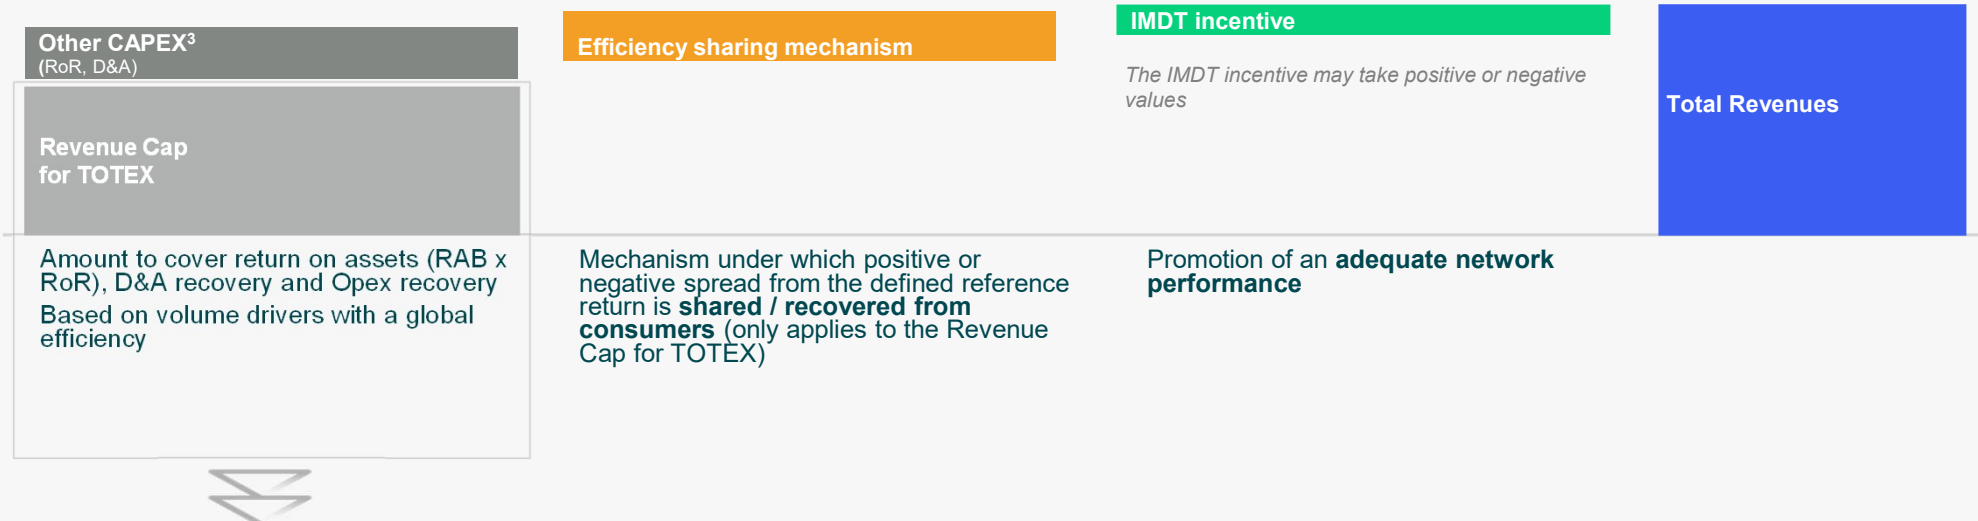 Other CAPEX³
(RoR, D&A)
Revenue Cap
for TOTEX
Amount to cover return on assets (RAB x
RoR), D&A recovery and Opex recovery
Based on volume drivers with a global
efficiency
Efficiency sharing mechanism
Mechanism under which positive or
negative spread from the defined reference
return is shared / recovered from
consumers (only applies to the Revenue
Cap for TOTEX)
IMDT incentive
The IMDT incentive may take positive or negative
values
Promotion of an adequate network
performance
Total Revenues